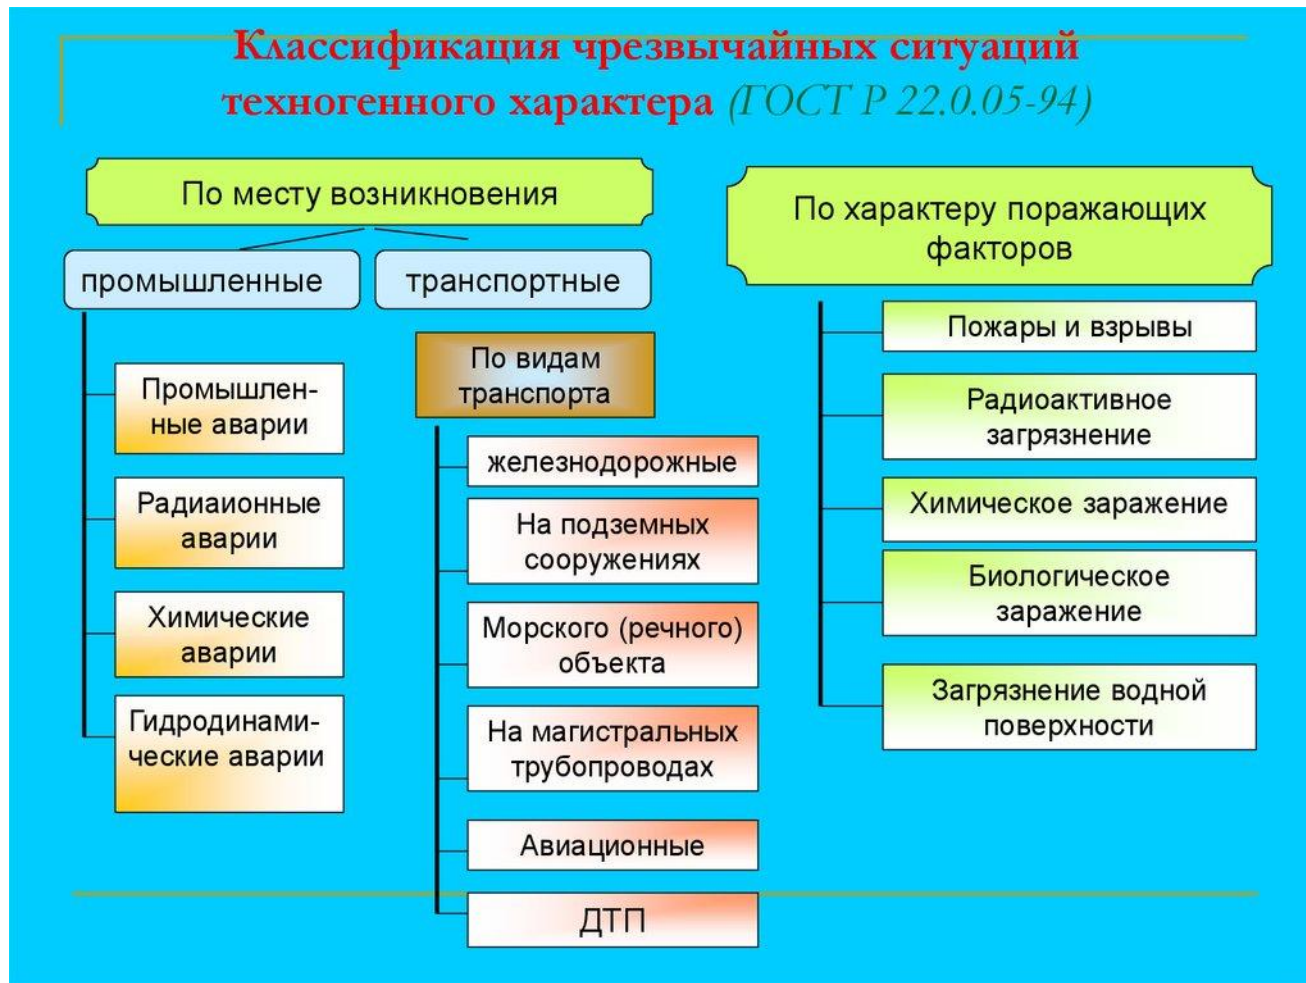 Классификация чрезвычайных ситуаций
техногенного характера (ГОСТ Р 22.0.05-94)
По месту возникновения
промышленные
транспортные
Промышлен-
ные аварии
Радиаионные
аварии
Химические
аварии
Гидродинами-
ческие аварии
По видам
транспорта
железнодорожные
На подземных
сооружениях
Морского (речного)
объекта
На магистральных
трубопроводах
Авиационные
ДТП
По характеру поражающих
факторов
Пожары и взрывы
Радиоактивное
загрязнение
Химическое заражение
Биологическое
заражение
Загрязнение водной
поверхности